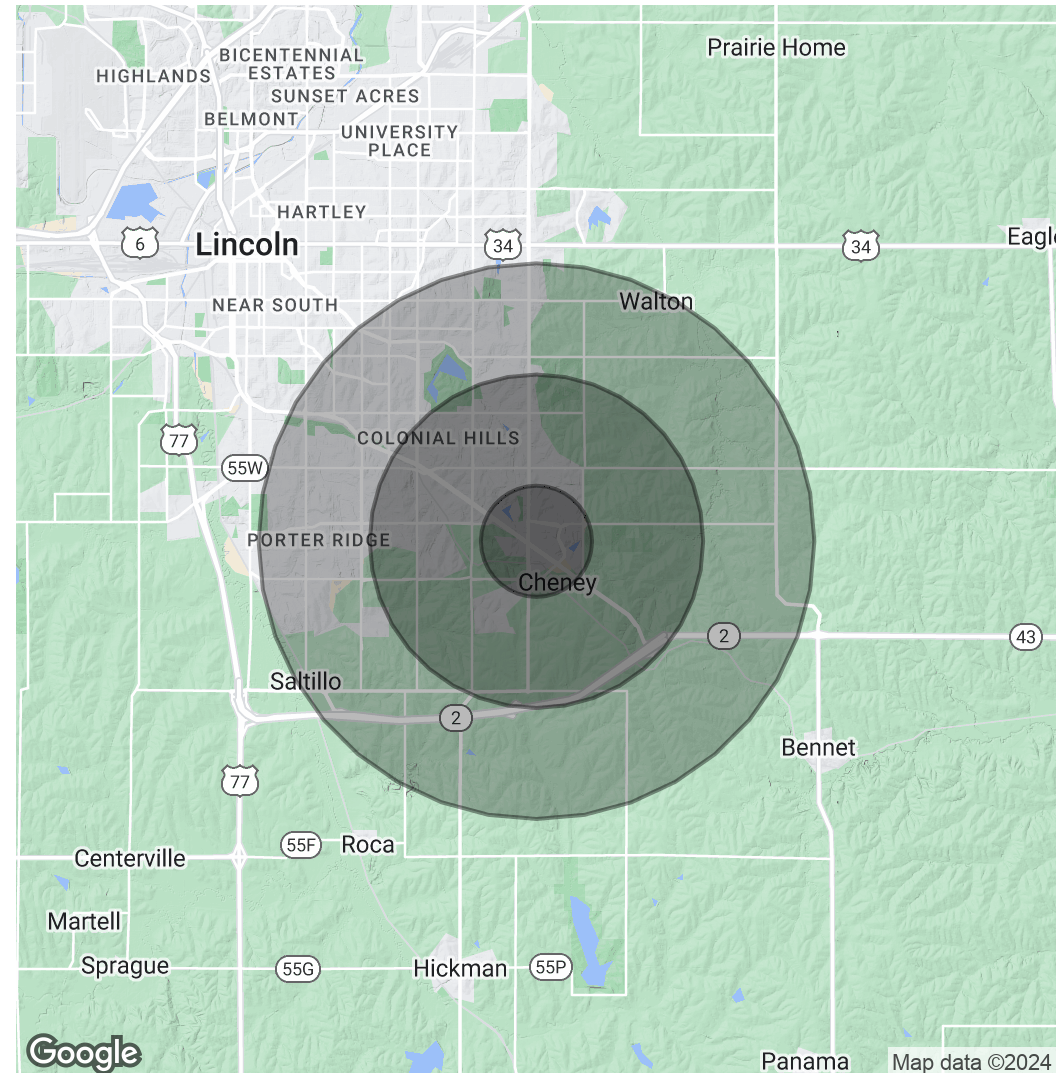 Prairie Home
BICENTENNIAL
ESTATES
HIGHLANDS
SUNSET ACRES
BELMONT
UNIVERSITY
PLACE
HARTLEY
6
Lincoln
34
34
Eagle
NEAR SOUTH
Walton
COLONIAL HILLS
77
55W
PORTER RIDGE
Cheney
2
43
Saltillo
2
Bennet
77
55F
Roca
Centerville
Martell
Sprague
55G
Hickman
55P
Google
Panama
Map data ©2024